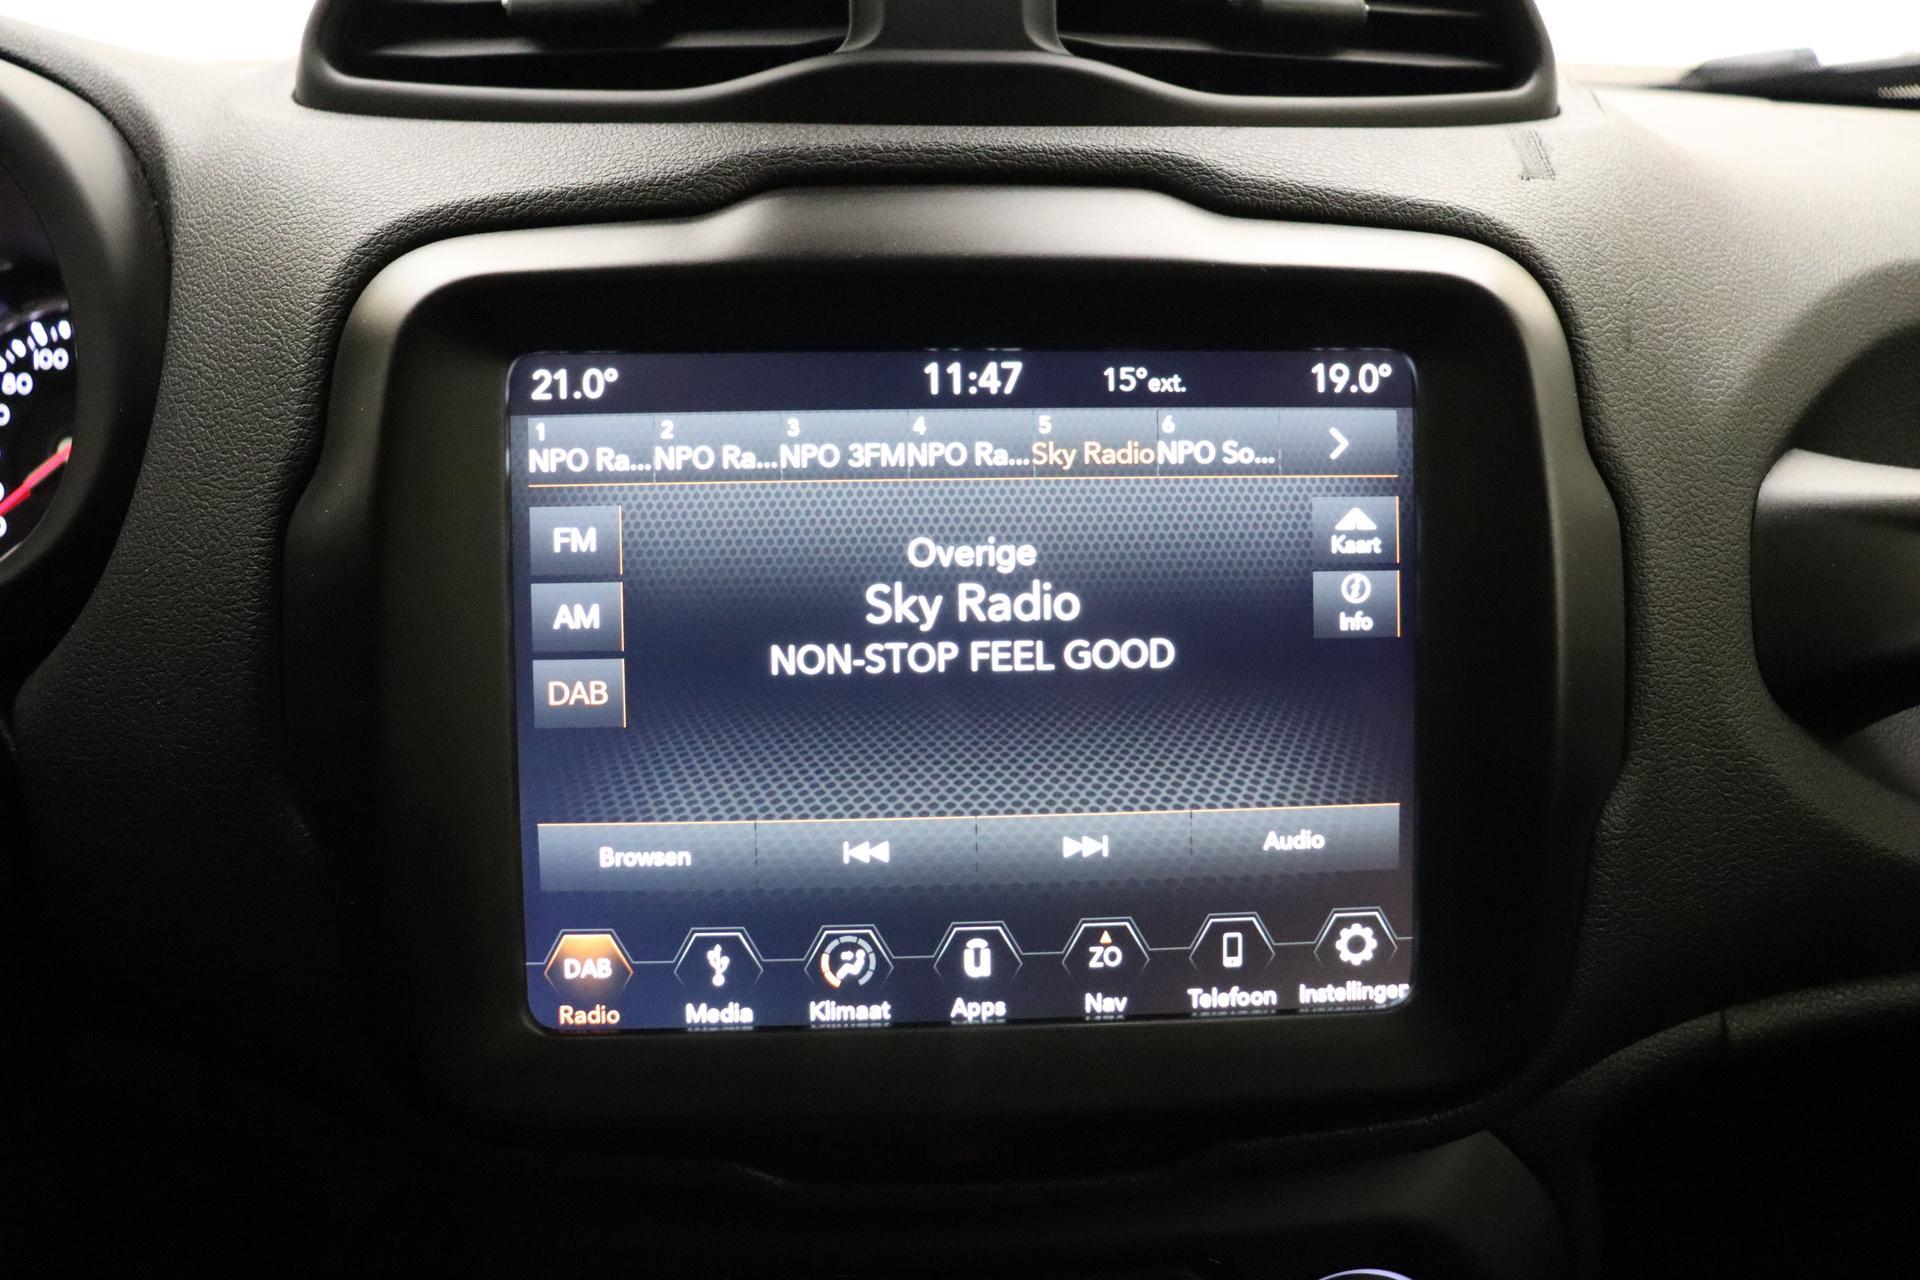 21.0° 11:47 15°ext. 19.0°
1 2 3 4 5 6
NPO Ra... NPO Ra... NPO 3FM NPO Ra... Sky Radio NPO So...
FM
AM
DAB
Overige
Sky Radio
NON-STOP FEEL GOOD
Kaart
Info
Browsen Audio
DAB ZO
Radio Media Klimaat Apps Nav Telefoon Instellingen
100
80